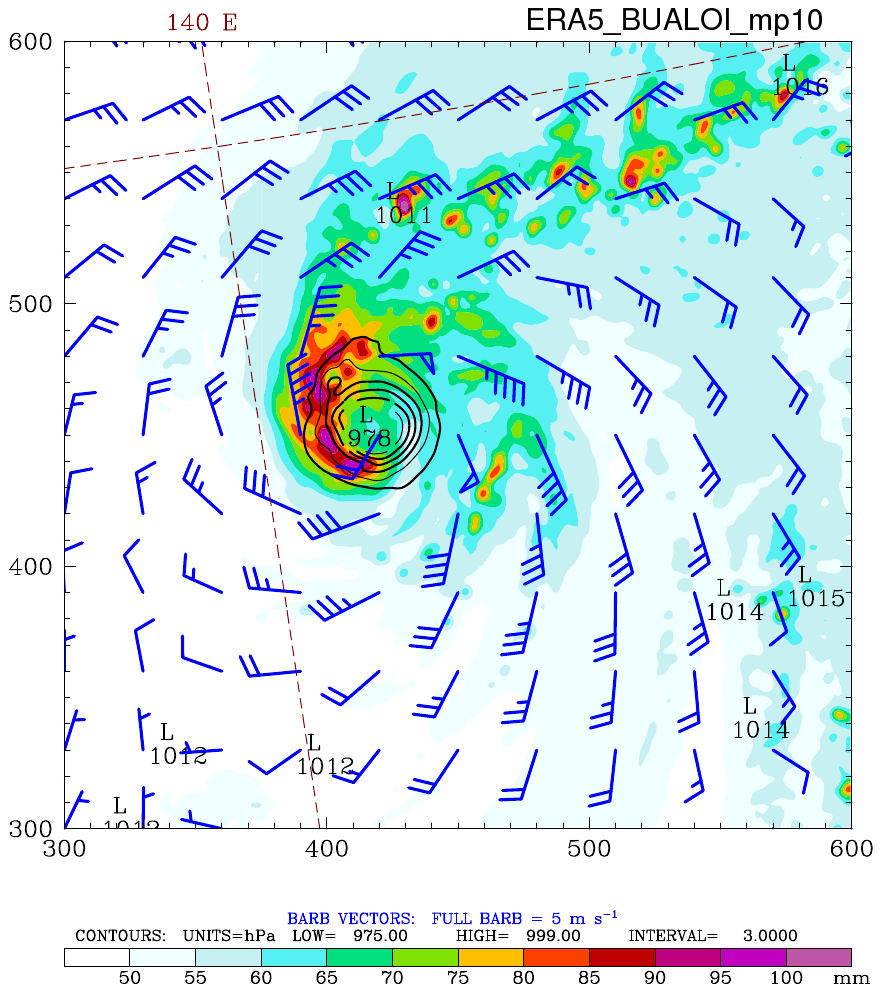 ERA5_BUALOI_mp10
140 E
600
L
1016
L
1011
500
L
978
400
L
1014
L
1015
L
1014
L
1012
L
1012
L
1012
300
300
400
500
600
BARB VECTORS: FULL BARB = 5 m s⁻¹
CONTOURS: UNITS=hPa LOW= 975.00 HIGH= 999.00 INTERVAL= 3.0000
50 55 60 65 70 75 80 85 90 95 100 mm